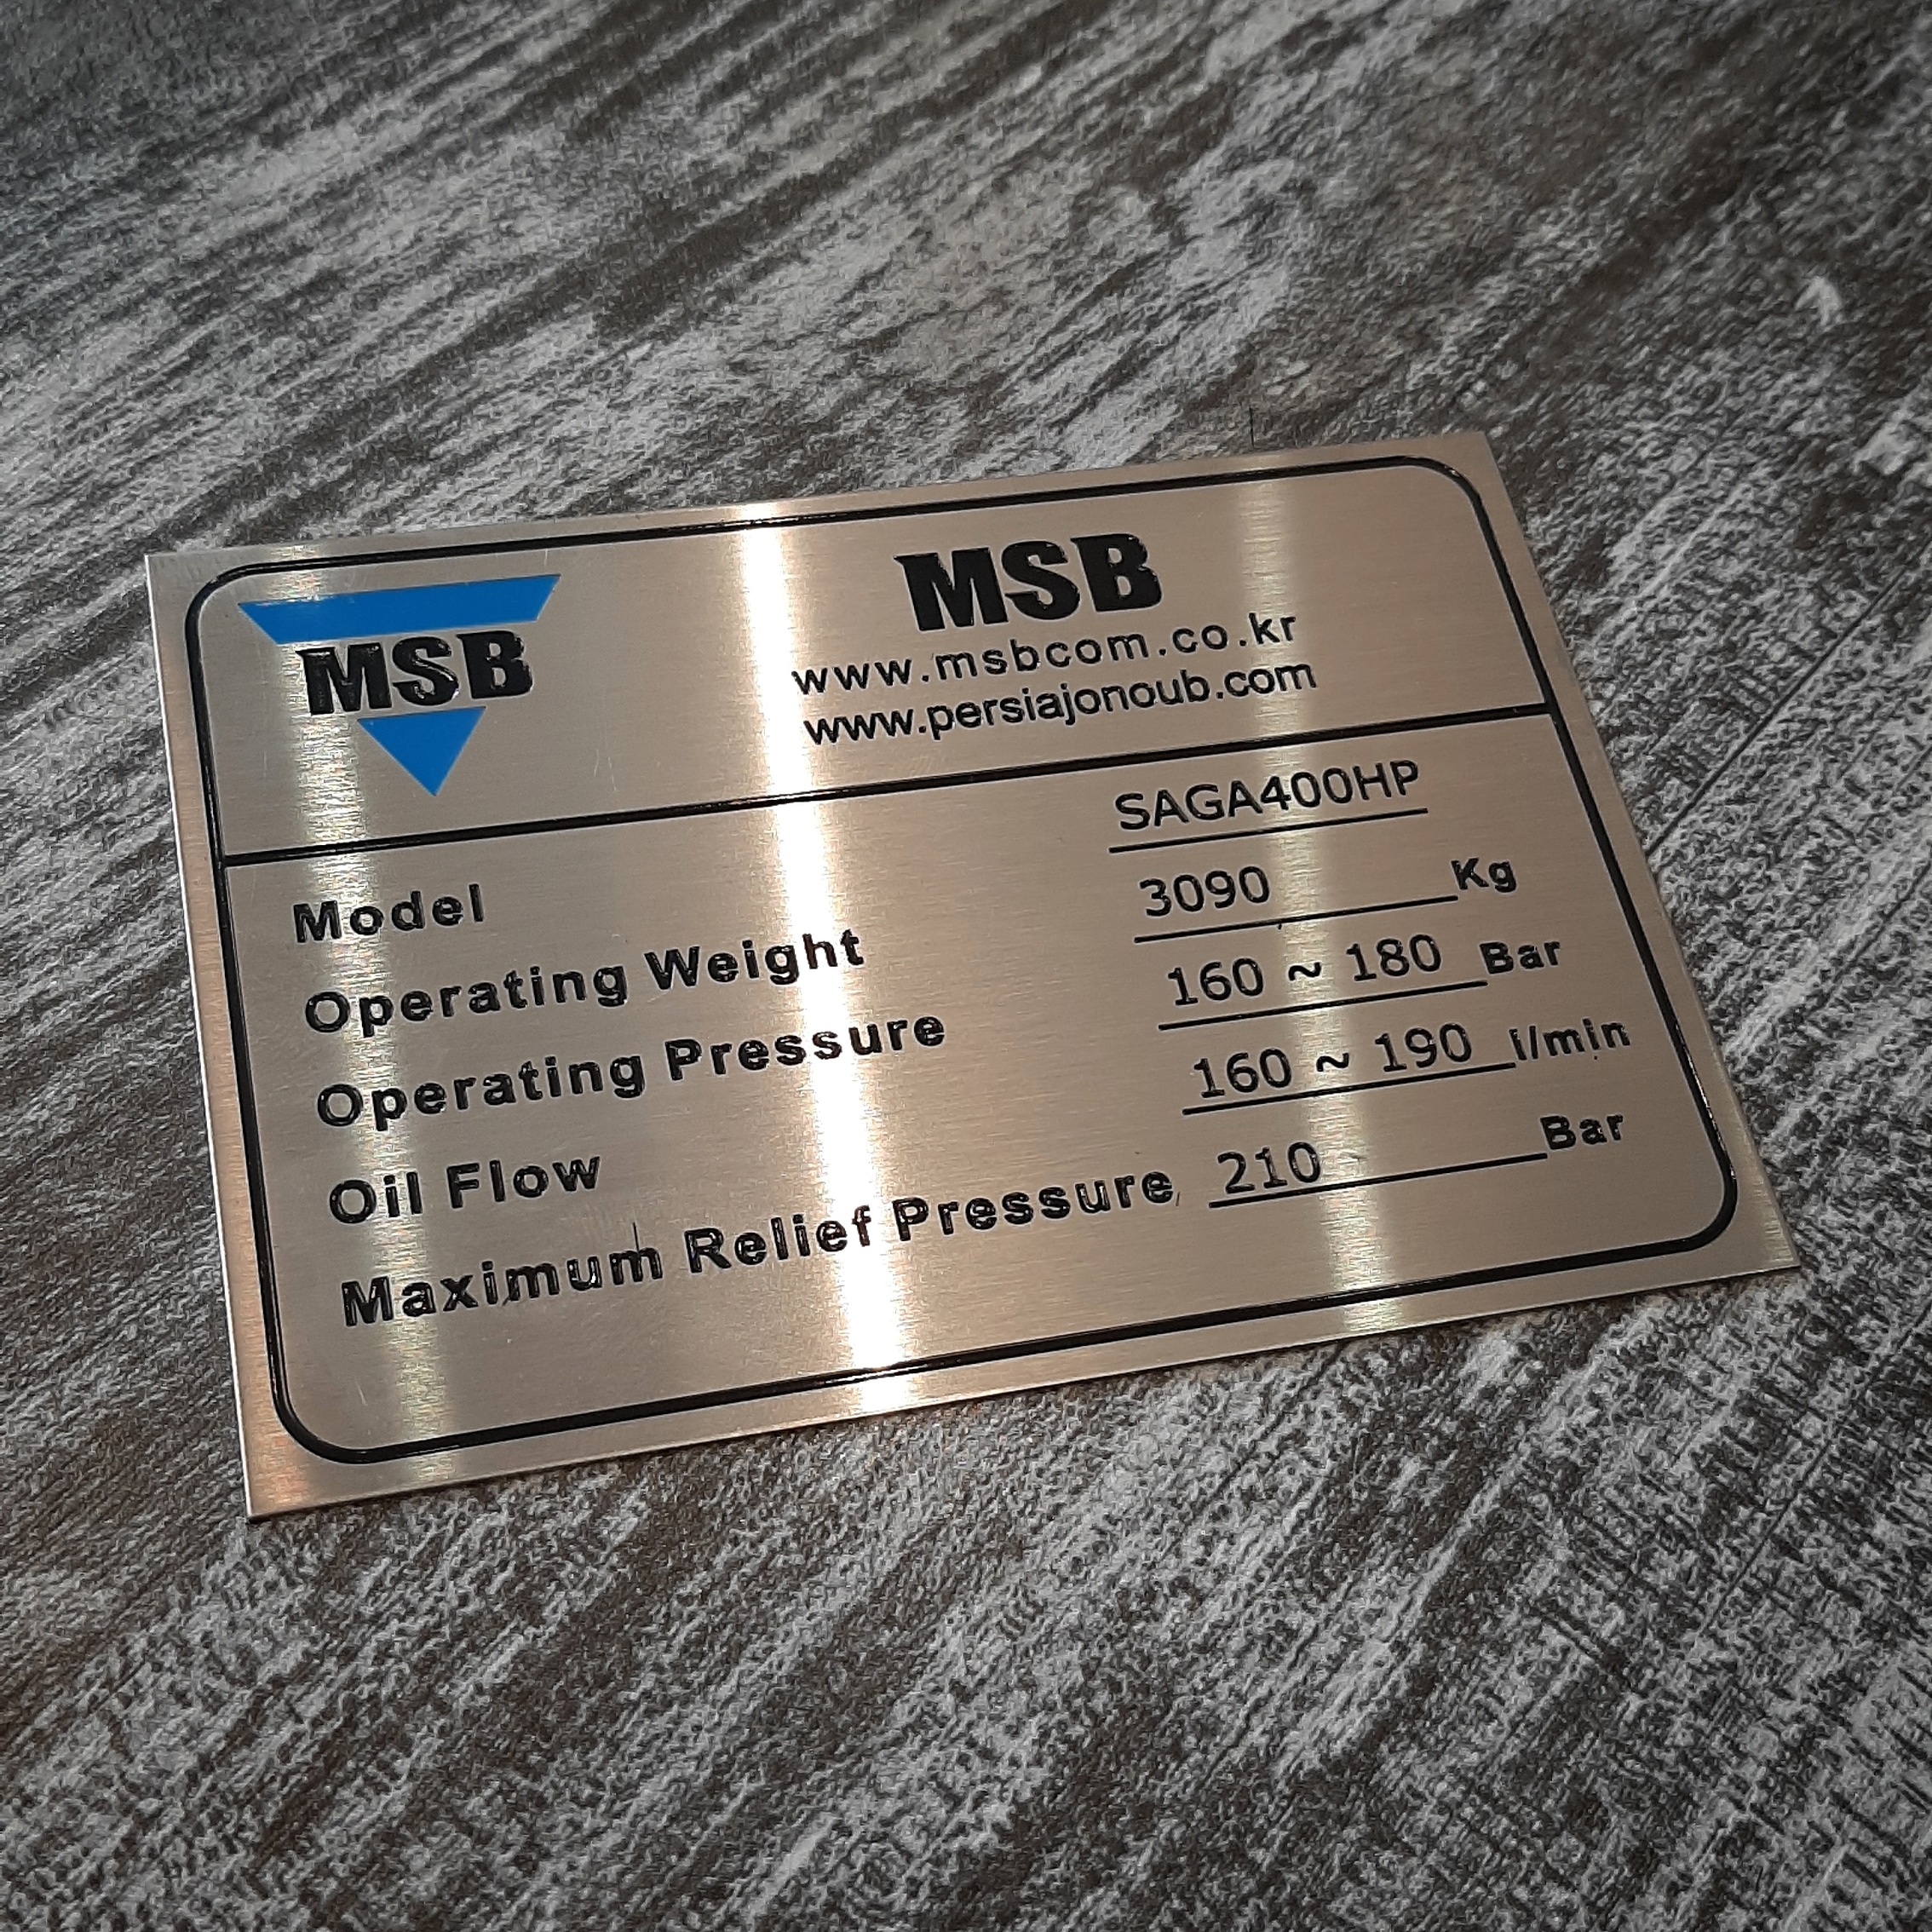 MSB
MSB
www.msbcom.co.kr
www.persiajonoub.com
Model SAGA400HP
Operating Weight 3090 Kg
Operating Pressure 160 ~ 180 Bar
Oil Flow 160 ~ 190 l/min
Maximum Relief Pressure 210 Bar